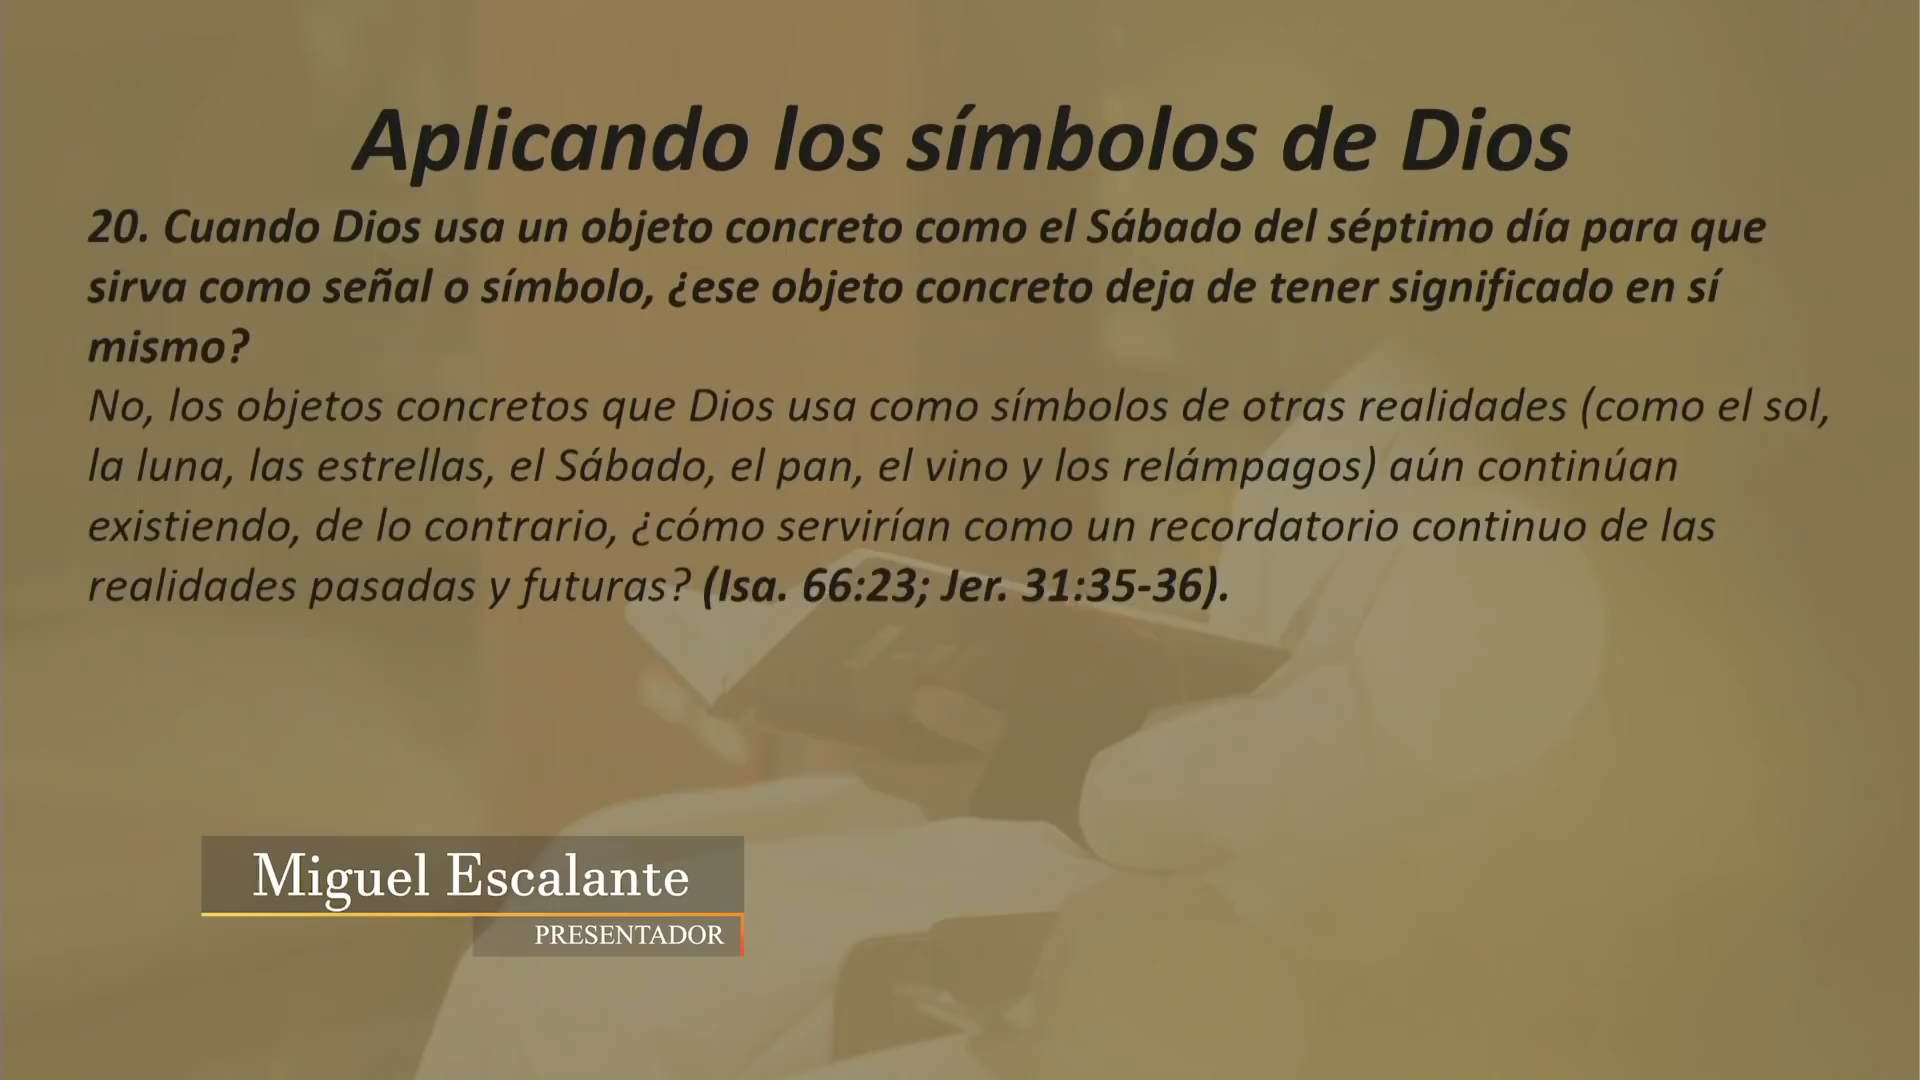 Aplicando los símbolos de Dios
20. Cuando Dios usa un objeto concreto como el Sábado del séptimo día para que
sirva como señal o símbolo, ¿ese objeto concreto deja de tener significado en sí
mismo?
No, los objetos concretos que Dios usa como símbolos de otras realidades (como el sol,
la luna, las estrellas, el Sábado, el pan, el vino y los relámpagos) aún continúan
existiendo, de lo contrario, ¿cómo servirían como un recordatorio continuo de las
realidades pasadas y futuras? (Isa. 66:23; Jer. 31:35-36).
Miguel Escalante
PRESENTADOR